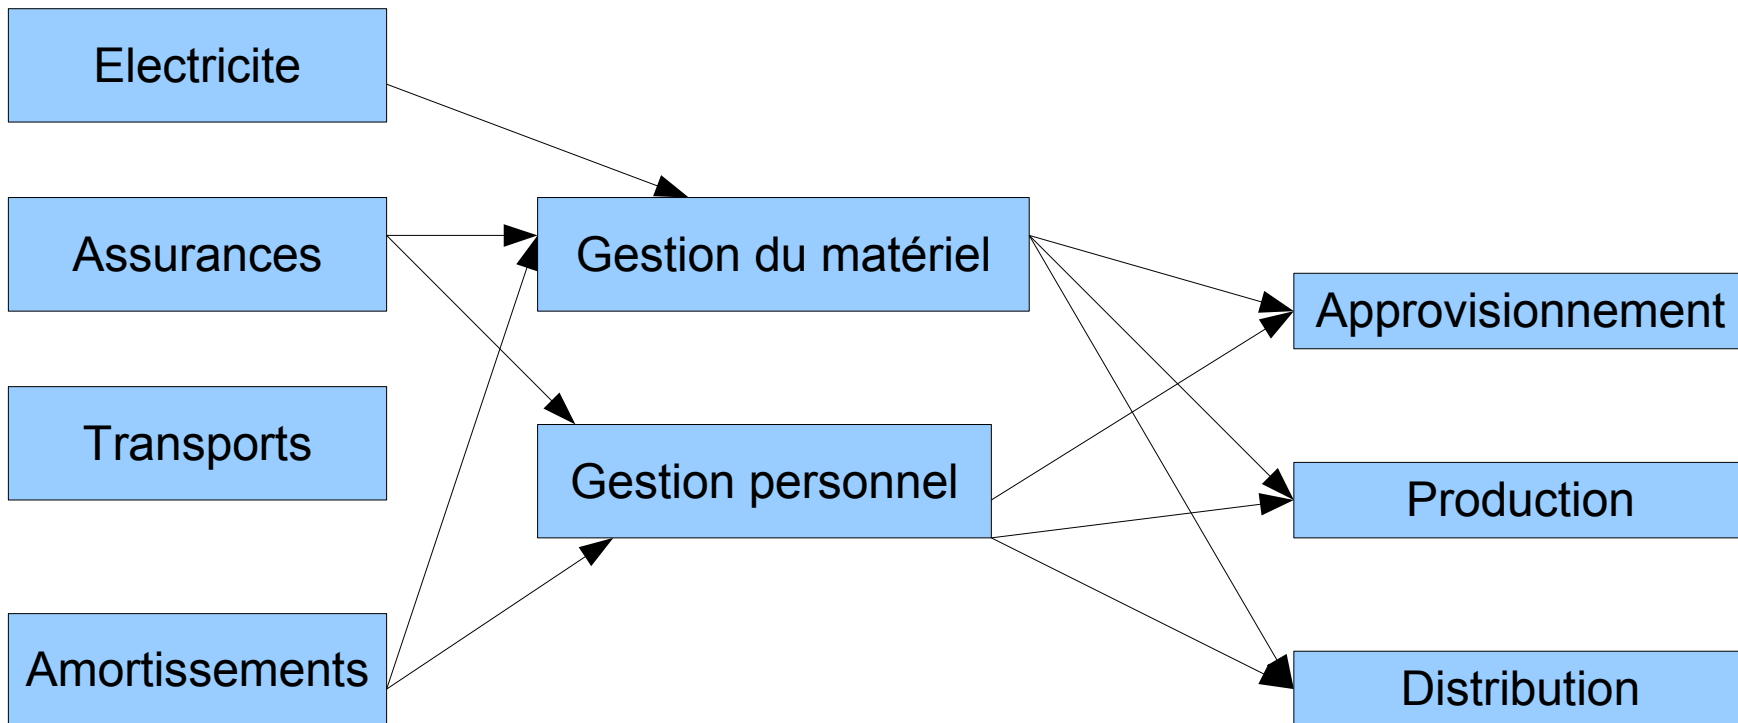 Electricite
Assurances
Transports
Amortissements
Gestion du matériel
Gestion personnel
Approvisionnement
Production
Distribution